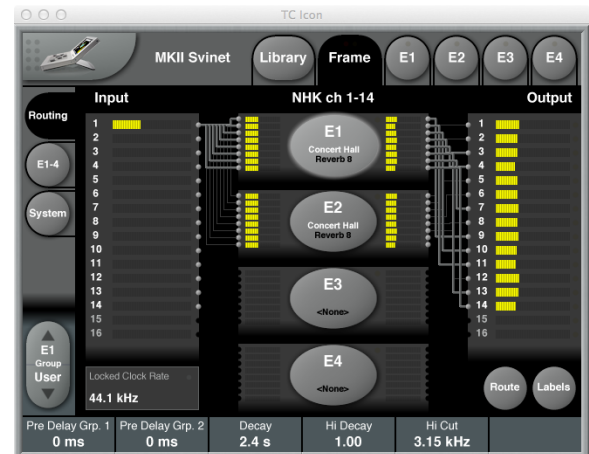 TC Icon
MKII Svinet
Library
Frame
E1
E2
E3
E4
Routing
E1-4
System
E1
Group
User
Input
NHK ch 1-14
Output
1
2
3
4
5
6
7
8
9
10
11
12
13
14
15
16
E1
Concert Hall
Reverb 8
E2
Concert Hall
Reverb 8
E3
<None>
E4
<None>
1
2
3
4
5
6
7
8
9
10
11
12
13
14
15
16
Locked Clock Rate
44.1 kHz
Route
Labels
Pre Delay Grp. 1
0 ms
Pre Delay Grp. 2
0 ms
Decay
2.4 s
Hi Decay
1.00
Hi Cut
3.15 kHz